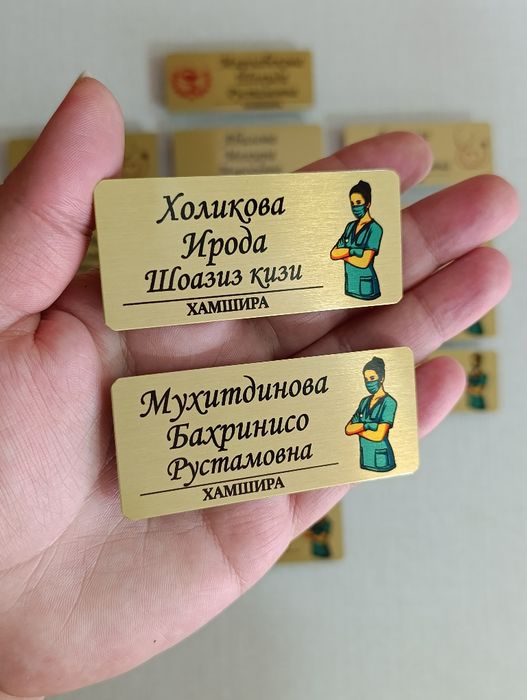 Холикова
Ирода
Шоазиз кизи
ХАМШИРА
Мухитдинова
Бахринисо
Рустамовна
ХАМШИРА